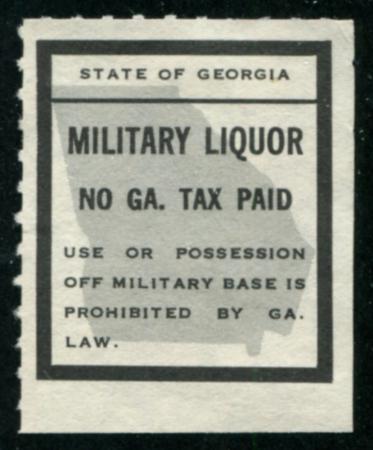 STATE OF GEORGIA
MILITARY LIQUOR
NO GA. TAX PAID
USE OR POSSESSION
OFF MILITARY BASE IS
PROHIBITED BY GA.
LAW.